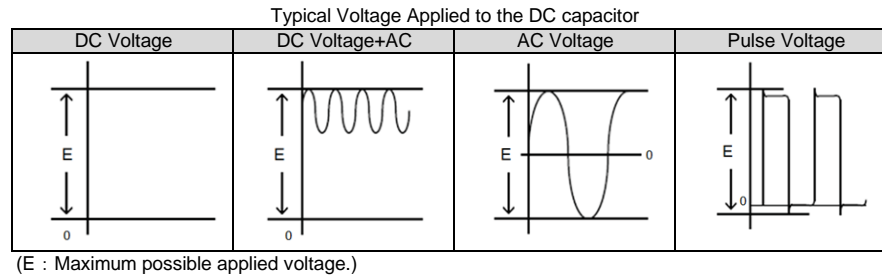 Typical Voltage Applied to the DC capacitor
DC Voltage DC Voltage+AC AC Voltage Pulse Voltage
E E E E
0 0 0 0
(E：Maximum possible applied voltage.)